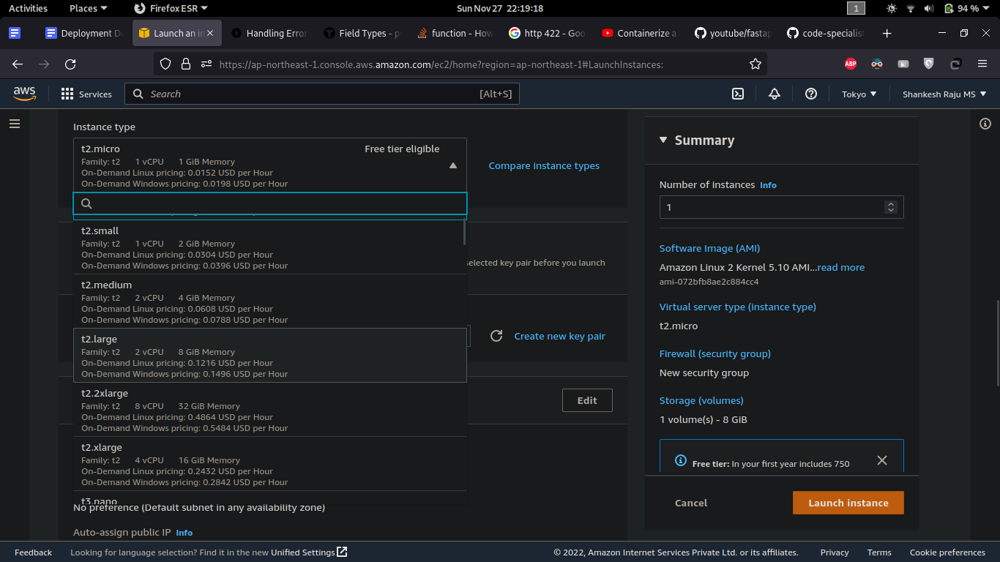 Activities Places Firefox ESR Sun Nov 27 22:19:18 1 94 %
Deployment D Launch an in Handling Error Field Types - p function - How http 422 - Goo Containerize a youtube/fastap code-specialist
https://ap-northeast-1.console.aws.amazon.com/ec2/home?region=ap-northeast-1#LaunchInstances: ABP
aws Services Search [Alt+S] Tokyo Shankesh Raju MS
Instance type
t2.micro Free tier eligible
Family: t2 1 vCPU 1 GiB Memory
On-Demand Linux pricing: 0.0152 USD per Hour
On-Demand Windows pricing: 0.0198 USD per Hour
Compare instance types
t2.small
Family: t2 1 vCPU 2 GiB Memory
On-Demand Linux pricing: 0.0304 USD per Hour
On-Demand Windows pricing: 0.0396 USD per Hour
selected key pair before you launch
t2.medium
Family: t2 2 vCPU 4 GiB Memory
On-Demand Linux pricing: 0.0608 USD per Hour
On-Demand Windows pricing: 0.0788 USD per Hour
t2.large
Family: t2 2 vCPU 8 GiB Memory
On-Demand Linux pricing: 0.1216 USD per Hour
On-Demand Windows pricing: 0.1496 USD per Hour
Create new key pair
t2.2xlarge
Family: t2 8 vCPU 32 GiB Memory
On-Demand Linux pricing: 0.4864 USD per Hour
On-Demand Windows pricing: 0.5484 USD per Hour
Edit
t2.xlarge
Family: t2 4 vCPU 16 GiB Memory
On-Demand Linux pricing: 0.2432 USD per Hour
On-Demand Windows pricing: 0.2842 USD per Hour
t3.nano
No preference (Default subnet in any availability zone)
Auto-assign public IP Info
Summary
Number of instances Info
1
Software Image (AMI)
Amazon Linux 2 Kernel 5.10 AMI...read more
ami-072bfb8ae2c884cc4
Virtual server type (instance type)
t2.micro
Firewall (security group)
New security group
Storage (volumes)
1 volume(s) - 8 GiB
Free tier: In your first year includes 750
Cancel Launch instance
Feedback Looking for language selection? Find it in the new Unified Settings © 2022, Amazon Internet Services Private Ltd. or its affiliates. Privacy Terms Cookie preferences